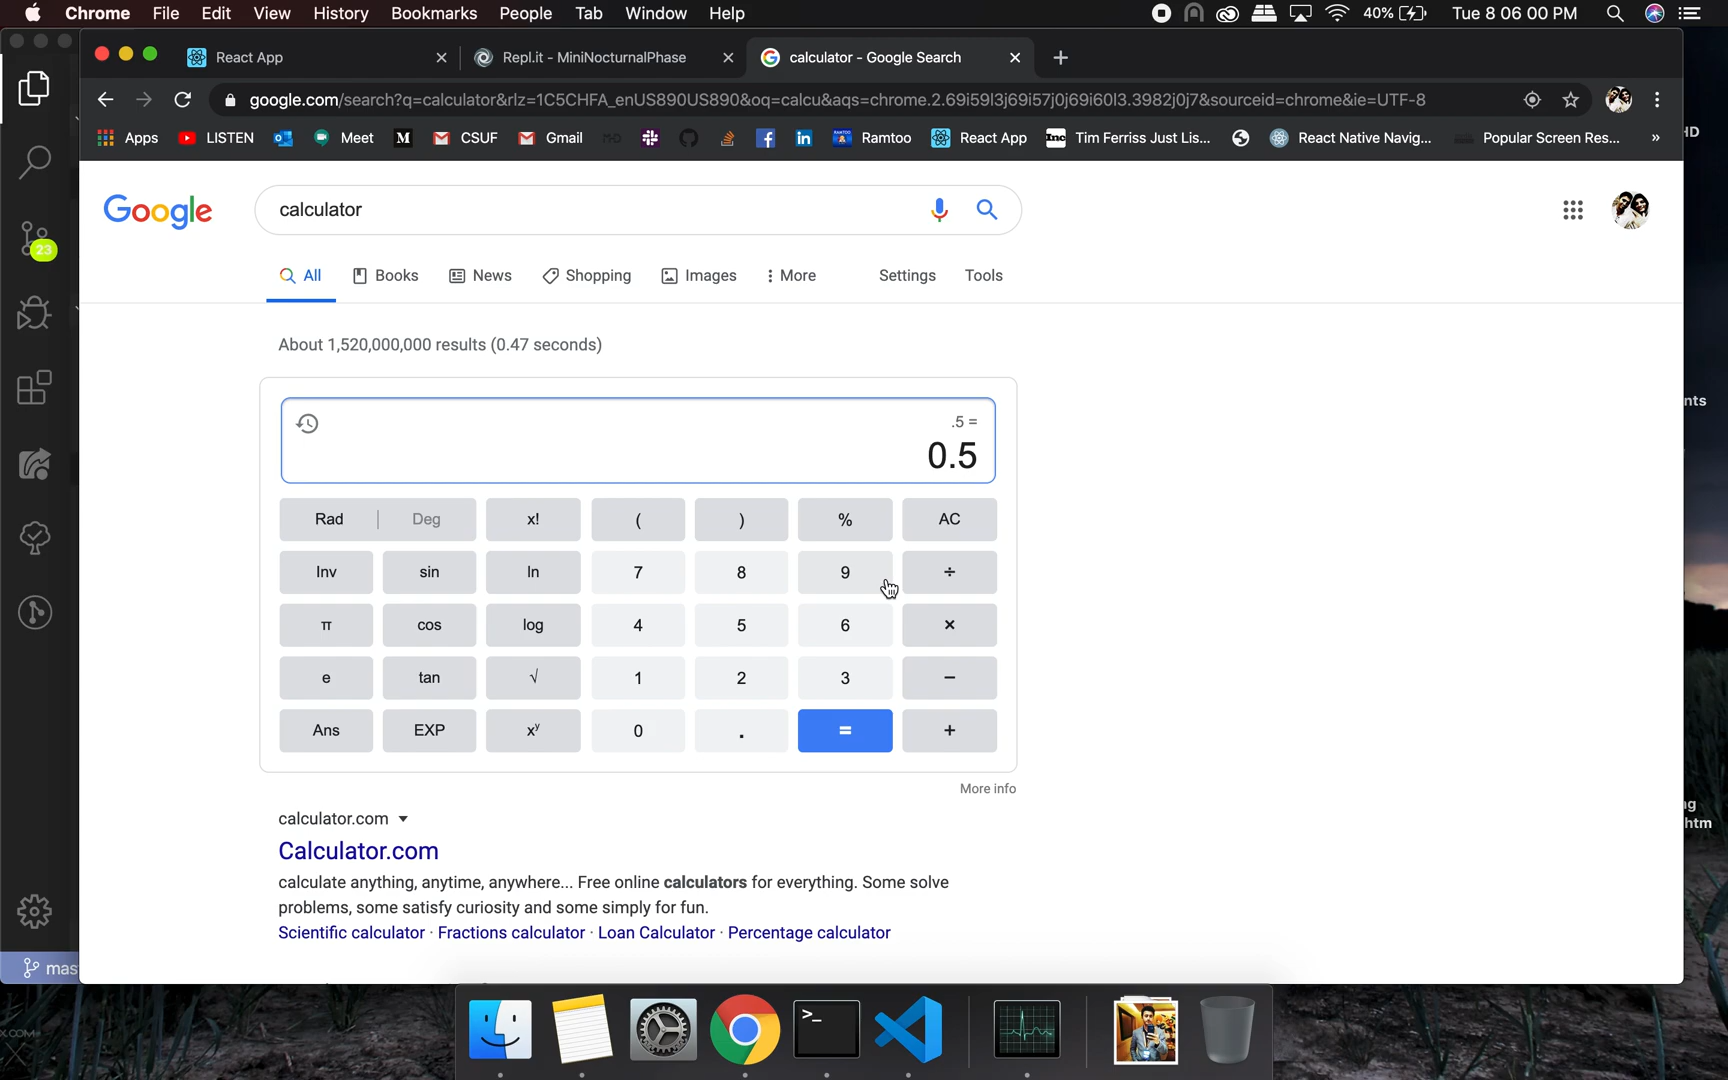 Chrome File Edit View History Bookmarks People Tab Window Help 40% Tue 8 06 00 PM
React App Repl.it - MiniNocturnalPhase calculator - Google Search
google.com/search?q=calculator&rlz=1C5CHFA_enUS890US890&oq=calcu&aqs=chrome.2.69i59l3j69i57j0j69i60l3.3982j0j7&sourceid=chrome&ie=UTF-8
Apps LISTEN Meet M CSUF Gmail Ramtoo React App Inc Tim Ferriss Just Lis... React Native Navig... Popular Screen Res... »
HD
Google calculator
23
All Books News Shopping Images More Settings Tools
About 1,520,000,000 results (0.47 seconds)
nts
.5 =
0.5
Rad Deg x! ( ) % AC
Inv sin ln 7 8 9 ÷
π cos log 4 5 6 ×
e tan √ 1 2 3 −
Ans EXP xʸ 0 . = +
More info
calculator.com
ng
htm
Calculator.com
calculate anything, anytime, anywhere... Free online calculators for everything. Some solve
problems, some satisfy curiosity and some simply for fun.
Scientific calculator · Fractions calculator · Loan Calculator · Percentage calculator
mas
X.COM
>_